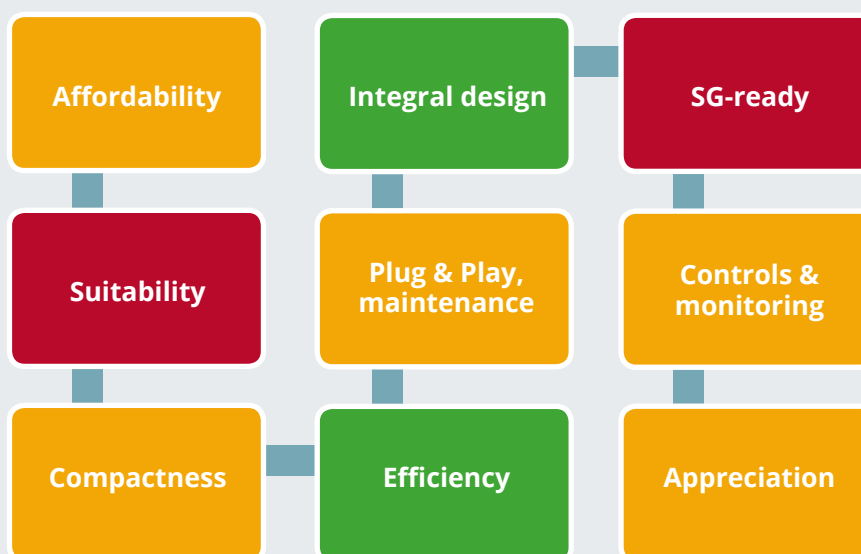 Affordability
Integral design
SG-ready
Suitability
Plug & Play,
maintenance
Controls &
monitoring
Compactness
Efficiency
Appreciation